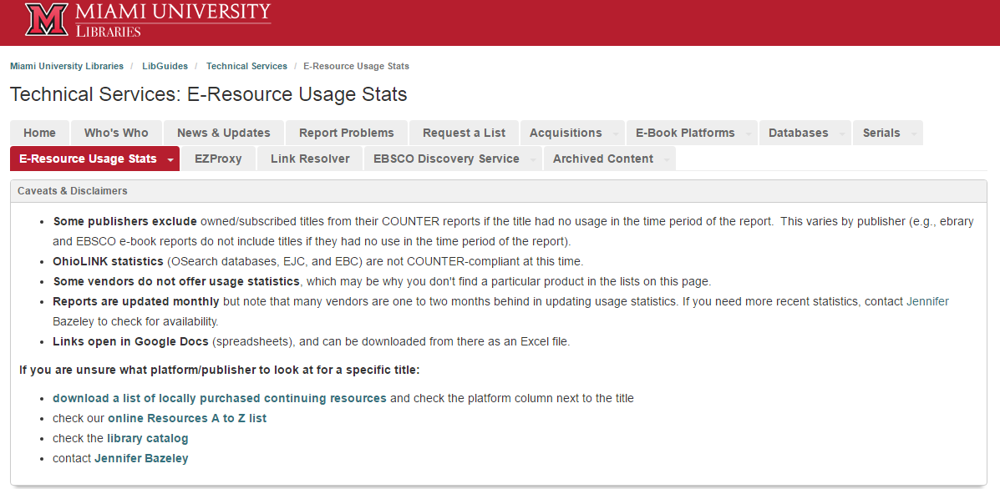 MIAMI UNIVERSITY
LIBRARIES
Miami University Libraries / LibGuides / Technical Services / E-Resource Usage Stats
Technical Services: E-Resource Usage Stats
Home Who's Who News & Updates Report Problems Request a List Acquisitions E-Book Platforms Databases Serials
E-Resource Usage Stats EZProxy Link Resolver EBSCO Discovery Service Archived Content
Caveats & Disclaimers
• Some publishers exclude owned/subscribed titles from their COUNTER reports if the title had no usage in the time period of the report. This varies by publisher (e.g., ebrary
and EBSCO e-book reports do not include titles if they had no use in the time period of the report).
• OhioLINK statistics (OSearch databases, EJC, and EBC) are not COUNTER-compliant at this time.
• Some vendors do not offer usage statistics, which may be why you don't find a particular product in the lists on this page.
• Reports are updated monthly but note that many vendors are one to two months behind in updating usage statistics. If you need more recent statistics, contact Jennifer
Bazeley to check for availability.
• Links open in Google Docs (spreadsheets), and can be downloaded from there as an Excel file.
If you are unsure what platform/publisher to look at for a specific title:
• download a list of locally purchased continuing resources and check the platform column next to the title
• check our online Resources A to Z list
• check the library catalog
• contact Jennifer Bazeley